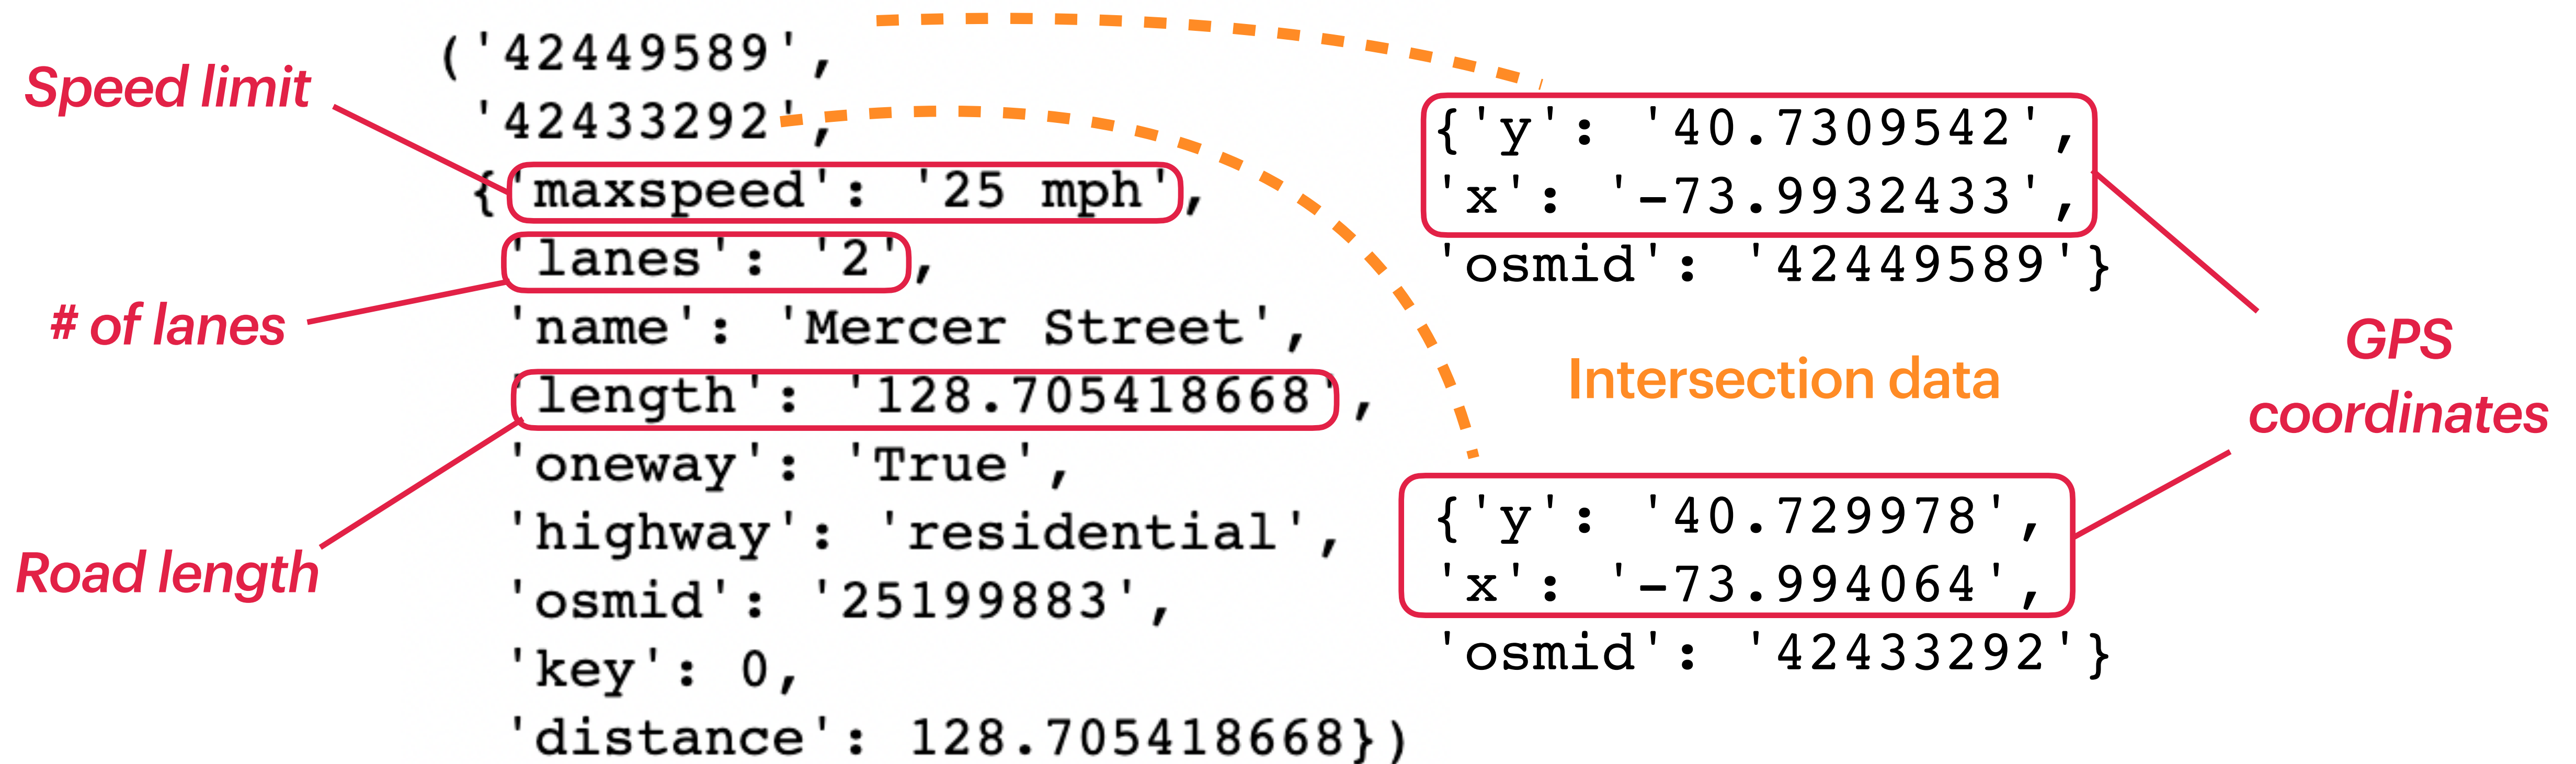 Speed limit
# of lanes
Road length
('42449589',
'42433292',
{'maxspeed': '25 mph',
'lanes': '2',
'name': 'Mercer Street',
'length': '128.705418668',
'oneway': 'True',
'highway': 'residential',
'osmid': '25199883',
'key': 0,
'distance': 128.705418668})
{'y': '40.7309542',
'x': '-73.9932433',
'osmid': '42449589'}
Intersection data
{'y': '40.729978',
'x': '-73.994064',
'osmid': '42433292'}
GPS
coordinates